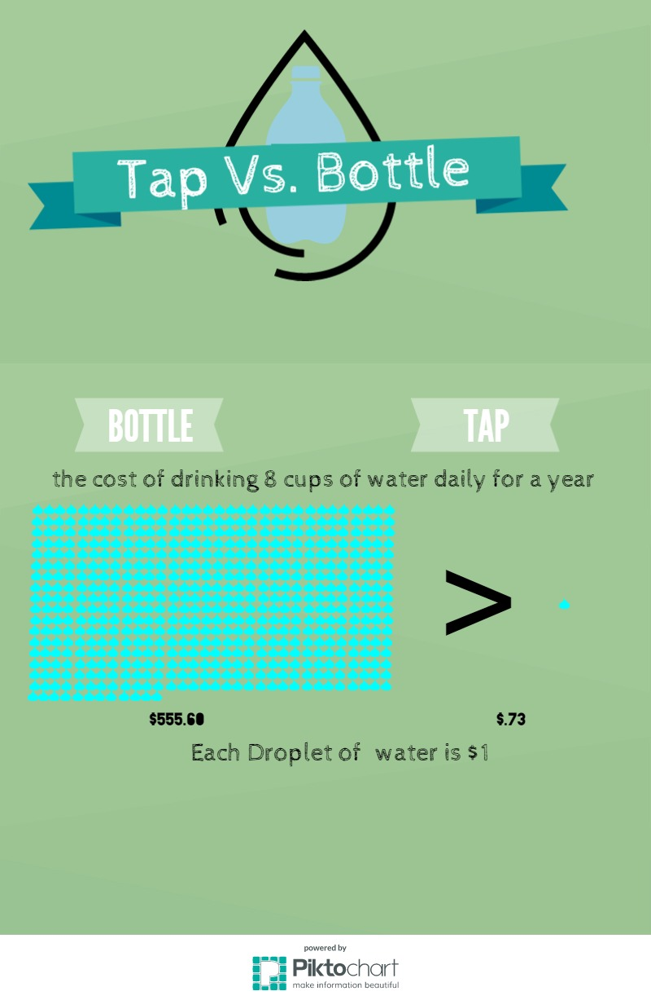 Tap Vs. Bottle
BOTTLE
TAP
the cost of drinking 8 cups of water daily for a year
>
$555.60
$.73
Each Droplet of water is $1
powered by
Piktochart
make information beautiful